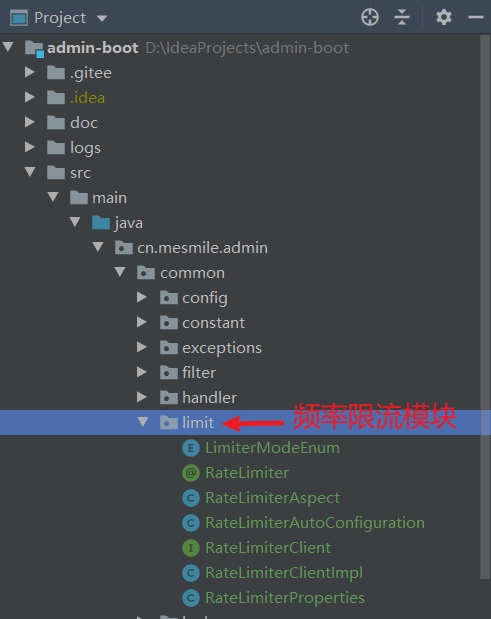 Project
admin-boot D:\IdeaProjects\admin-boot
.gitee
.idea
doc
logs
src
main
java
cn.mesmile.admin
common
config
constant
exceptions
filter
handler
limit 频率限流模块
E LimiterModeEnum
@ RateLimiter
C RateLimiterAspect
C RateLimiterAutoConfiguration
I RateLimiterClient
C RateLimiterClientImpl
C RateLimiterProperties